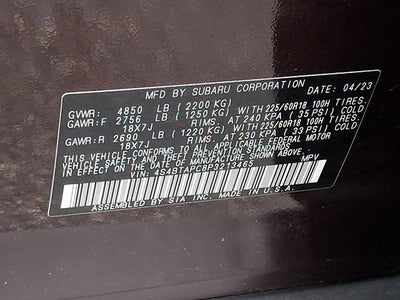 MFD BY SUBARU CORPORATION DATE 04/23
GVWR: 4850 LB (2200 KG)
GAWR:F 2756 LB (1250 KG) WITH 225/60R18 100H TIRES.
18X7J RIMS. AT 240 KPA (35 PSI) COLD
GAWR:R 2690 LB (1220 KG) WITH 225/60R18 100H TIRES.
18X7J RIMS. AT 230 KPA (33 PSI) COLD
THIS VEHICLE CONFORMS TO ALL APPLICABLE FEDERAL MOTOR
VEHICLE SAFETY AND THEFT PREVENTION STANDARDS
IN EFFECT ON THE DATE OF MANUFACTURE SHOWN ABOVE.
VIN: 4S4BTAPC8P3213465 MPV
ASSEMBLED BY SIA INC. IN U.S.A.